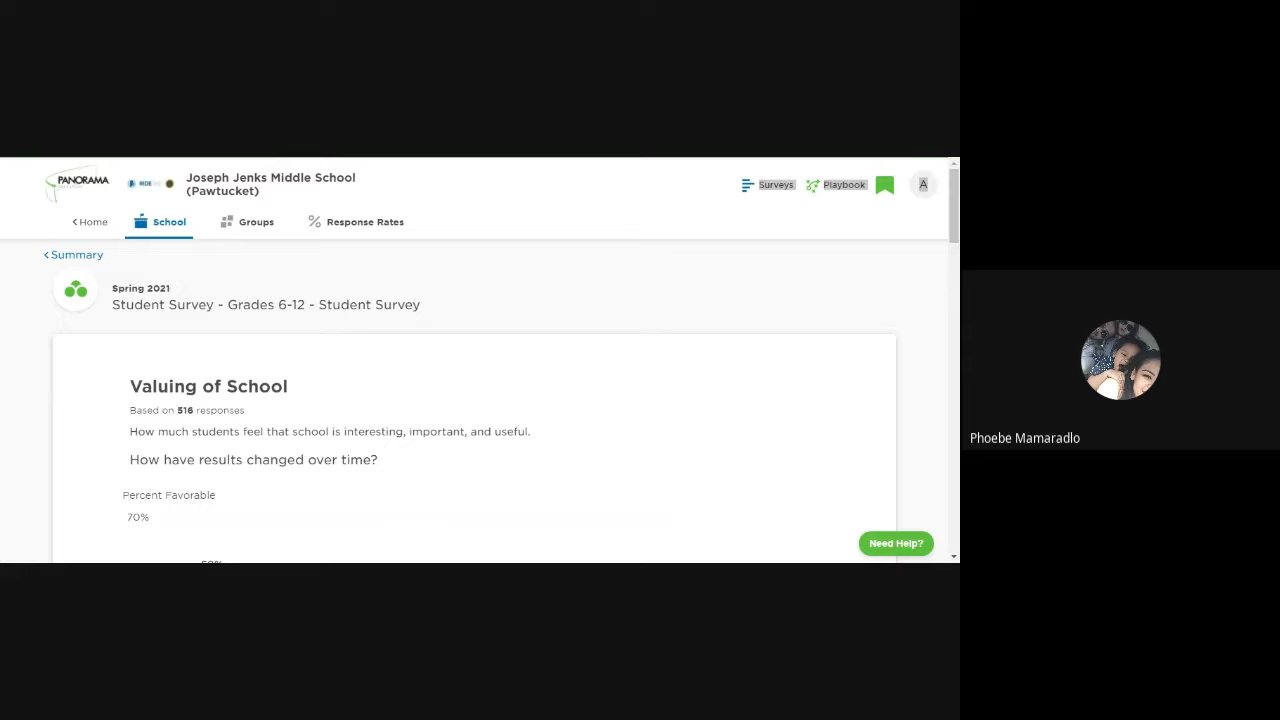 PANORAMA
RIDE
Joseph Jenks Middle School
(Pawtucket)
Surveys
Playbook
A
Home
School
Groups
Response Rates
Summary
Spring 2021
Student Survey - Grades 6-12 - Student Survey
Valuing of School
Based on 516 responses
How much students feel that school is interesting, important, and useful.
How have results changed over time?
Percent Favorable
70%
Need Help?
Phoebe Mamaradlo